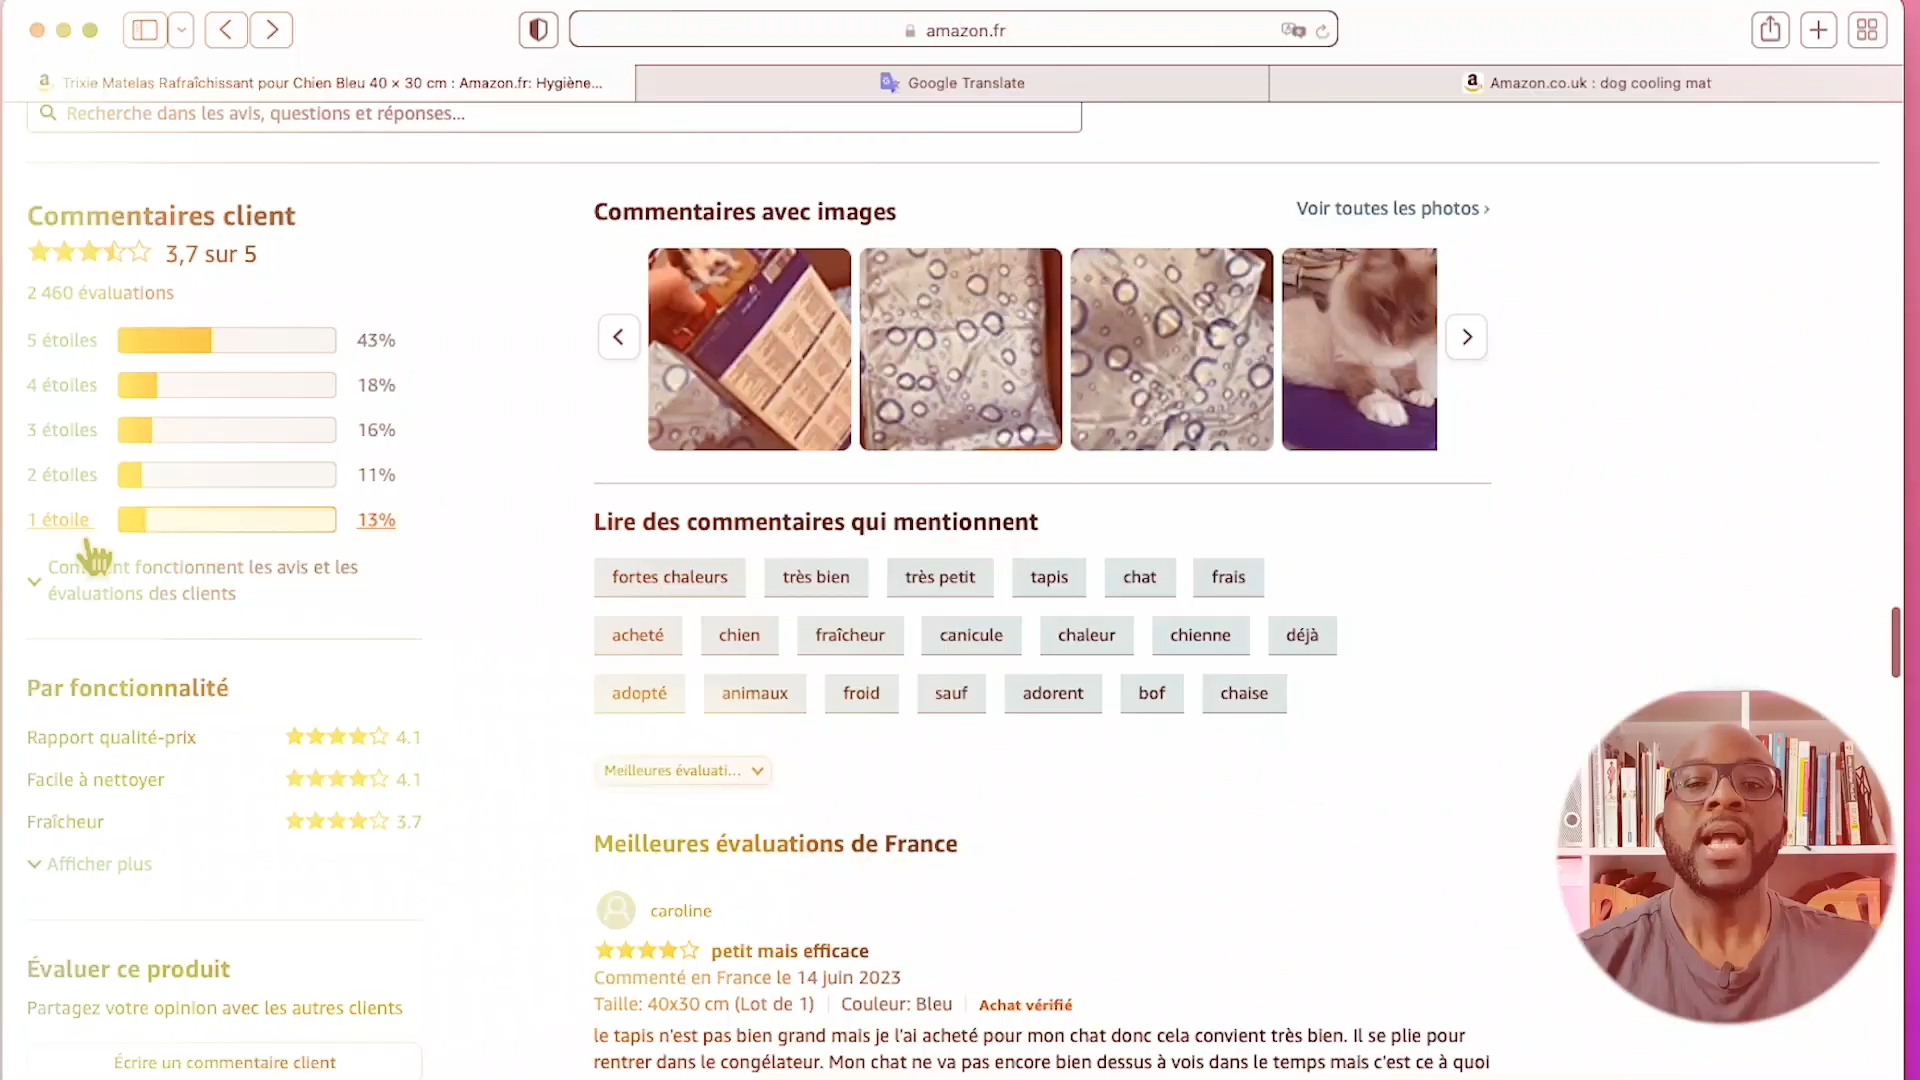 amazon.fr
Trixie Matelas Rafraîchissant pour Chien Bleu 40 × 30 cm : Amazon.fr: Hygiène...
Google Translate
Amazon.co.uk : dog cooling mat
Recherche dans les avis, questions et réponses...
Commentaires client
3,7 sur 5
2 460 évaluations
5 étoiles 43%
4 étoiles 18%
3 étoiles 16%
2 étoiles 11%
1 étoile 13%
fonctionnent les avis et les
évaluations des clients
Par fonctionnalité
Rapport qualité-prix 4.1
Facile à nettoyer 4.1
Fraîcheur 3.7
Afficher plus
Évaluer ce produit
Partagez votre opinion avec les autres clients
Écrire un commentaire client
Commentaires avec images
Voir toutes les photos ›
Lire des commentaires qui mentionnent
fortes chaleurs très bien très petit tapis chat frais
acheté chien fraîcheur canicule chaleur chienne déjà
adopté animaux froid sauf adorent bof chaise
Meilleures évaluati...
Meilleures évaluations de France
caroline
petit mais efficace
Commenté en France le 14 juin 2023
Taille: 40x30 cm (Lot de 1) Couleur: Bleu Achat vérifié
le tapis n'est pas bien grand mais je l'ai acheté pour mon chat donc cela convient très bien. Il se plie pour
rentrer dans le congélateur. Mon chat ne va pas encore bien dessus à vois dans le temps mais c'est ce à quoi